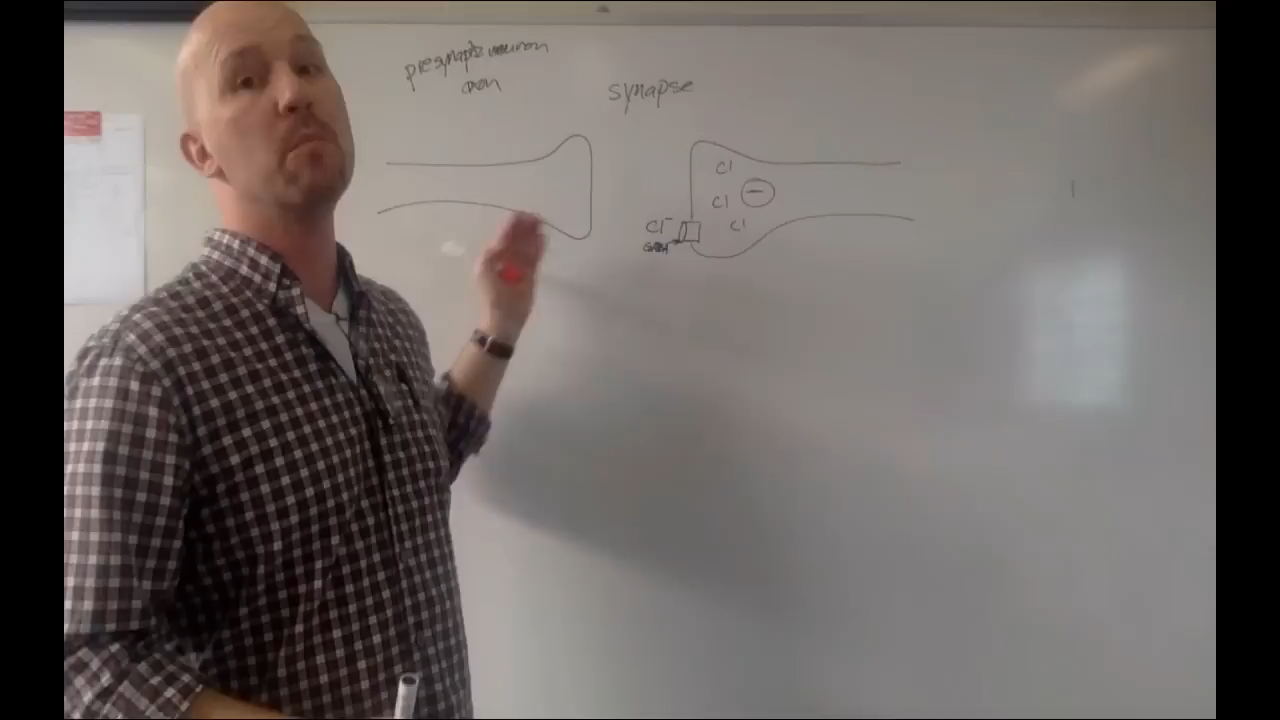 presynaptic neuron
axon
synapse
Cl
Cl
Cl
−
Cl⁻
GABA